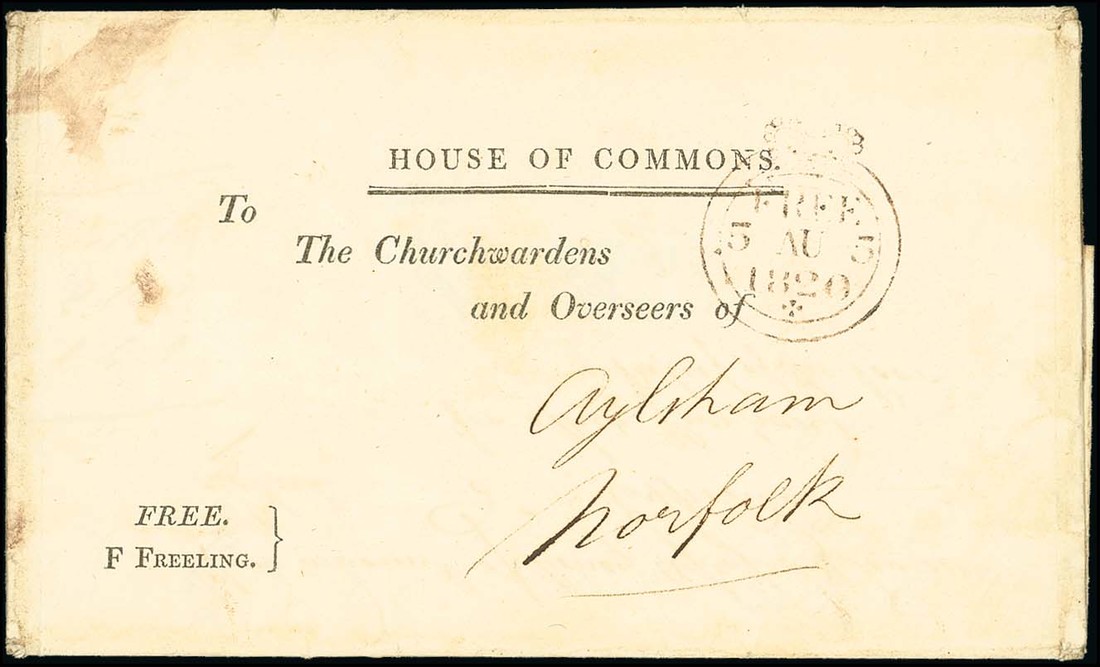 HOUSE OF COMMONS.
To
The Churchwardens
and Overseers of
Aylsham
Norfolk
FREE.
F FREELING.
FREE
5 AU 5
1820